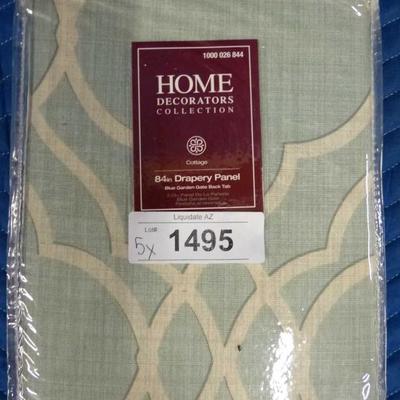 1000 026 844
HOME
DECORATORS
COLLECTION
Cottage
84in Drapery Panel
Blue Garden Gate Back Tab
Liquidate AZ
Lot#
5x
1495